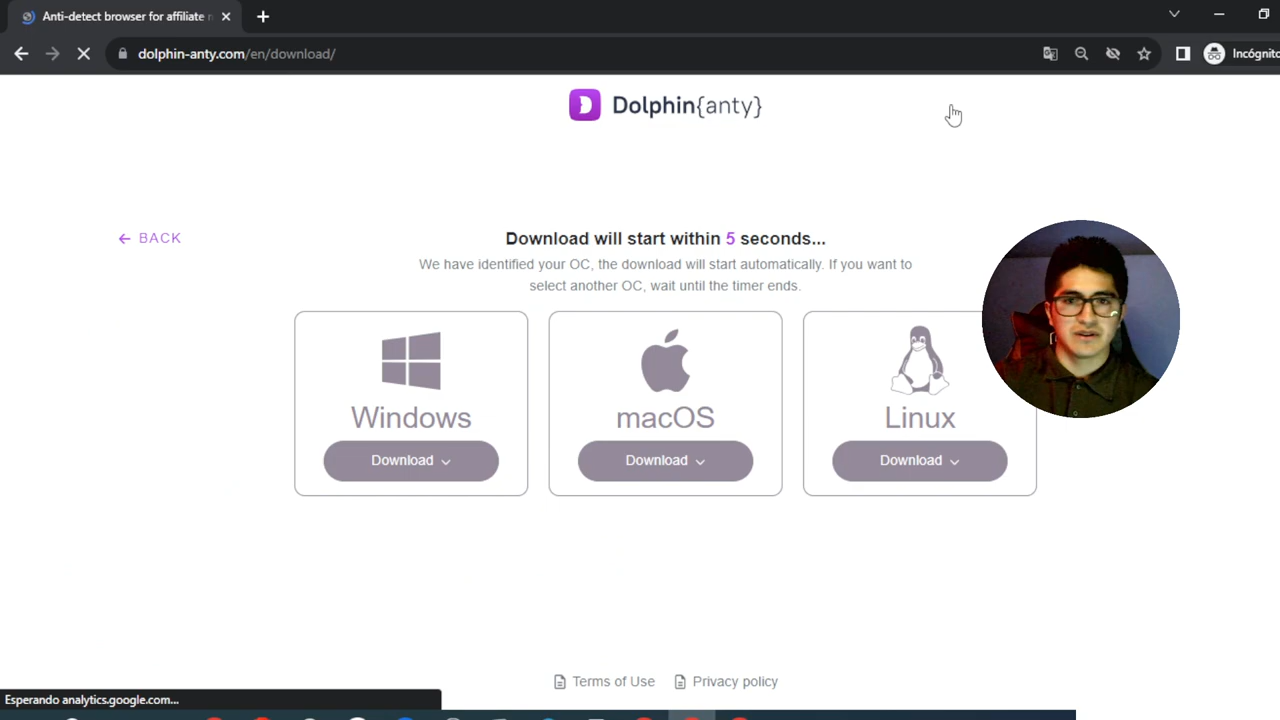 Anti-detect browser for affiliate
dolphin-anty.com/en/download/
Incógnito
Dolphin{anty}
BACK
Download will start within 5 seconds...
We have identified your OC, the download will start automatically. If you want to
select another OC, wait until the timer ends.
Windows
Download
macOS
Download
Linux
Download
Terms of Use
Privacy policy
Esperando analytics.google.com...